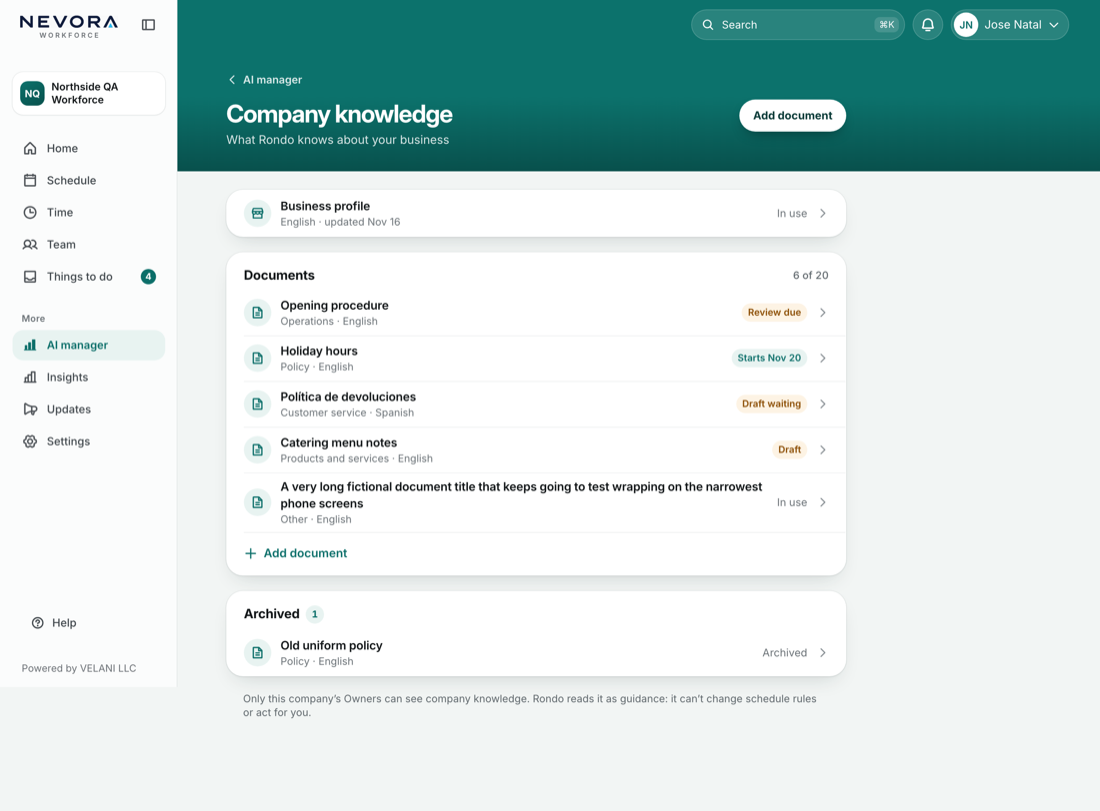 NEVORA
WORKFORCE
Search
⌘K
JN
Jose Natal
NQ
Northside QA
Workforce
Home
Schedule
Time
Team
Things to do
4
More
AI manager
Insights
Updates
Settings
Help
Powered by VELANI LLC
AI manager
Company knowledge
What Rondo knows about your business
Add document
Business profile
English · updated Nov 16
In use
Documents
6 of 20
Opening procedure
Operations · English
Review due
Holiday hours
Policy · English
Starts Nov 20
Política de devoluciones
Customer service · Spanish
Draft waiting
Catering menu notes
Products and services · English
Draft
A very long fictional document title that keeps going to test wrapping on the narrowest
phone screens
Other · English
In use
Add document
Archived
1
Old uniform policy
Policy · English
Archived
Only this company’s Owners can see company knowledge. Rondo reads it as guidance: it can’t change schedule rules
or act for you.